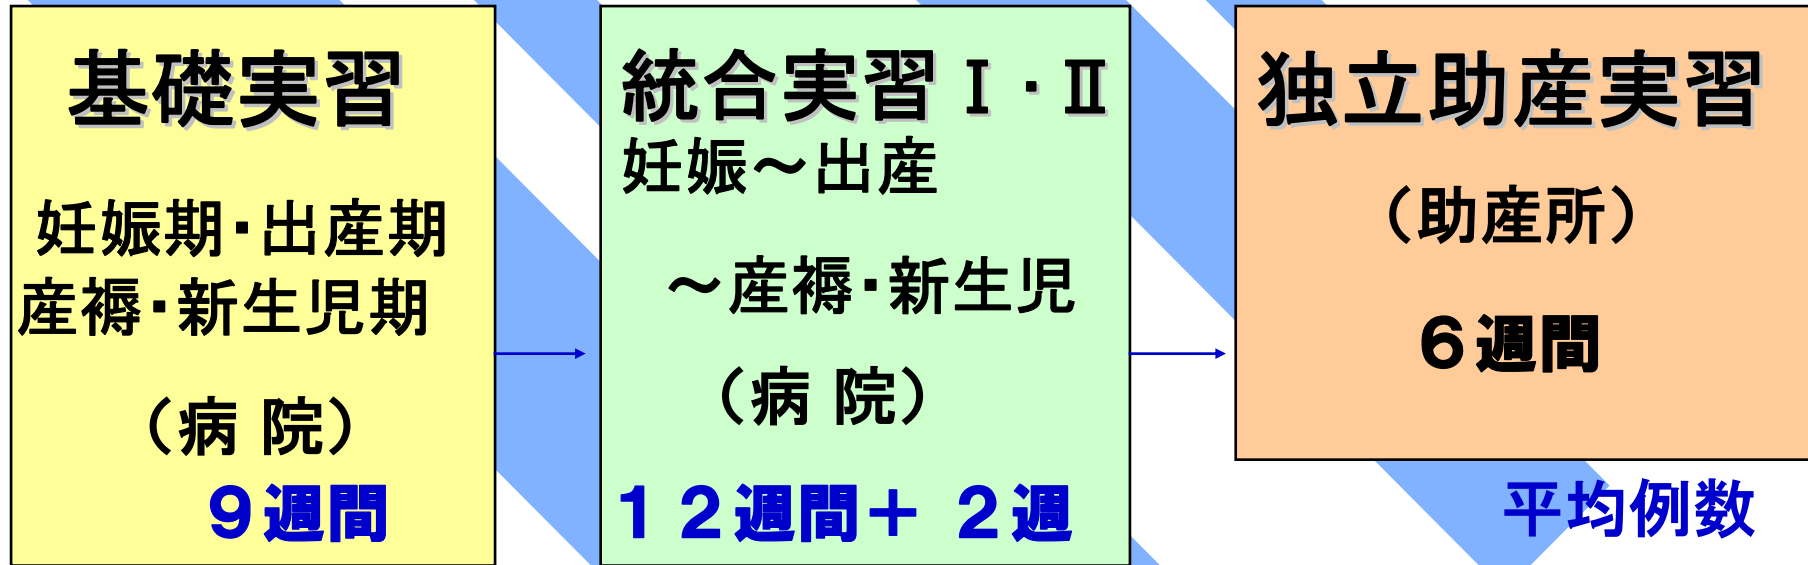 基礎実習
妊娠期・出産期
産褥・新生児期
（病 院）
９週間
統合実習Ⅰ・Ⅱ
妊娠～出産
～産褥・新生児
（病 院）
１２週間＋ ２週
独立助産実習
（助産所）
６週間
平均例数